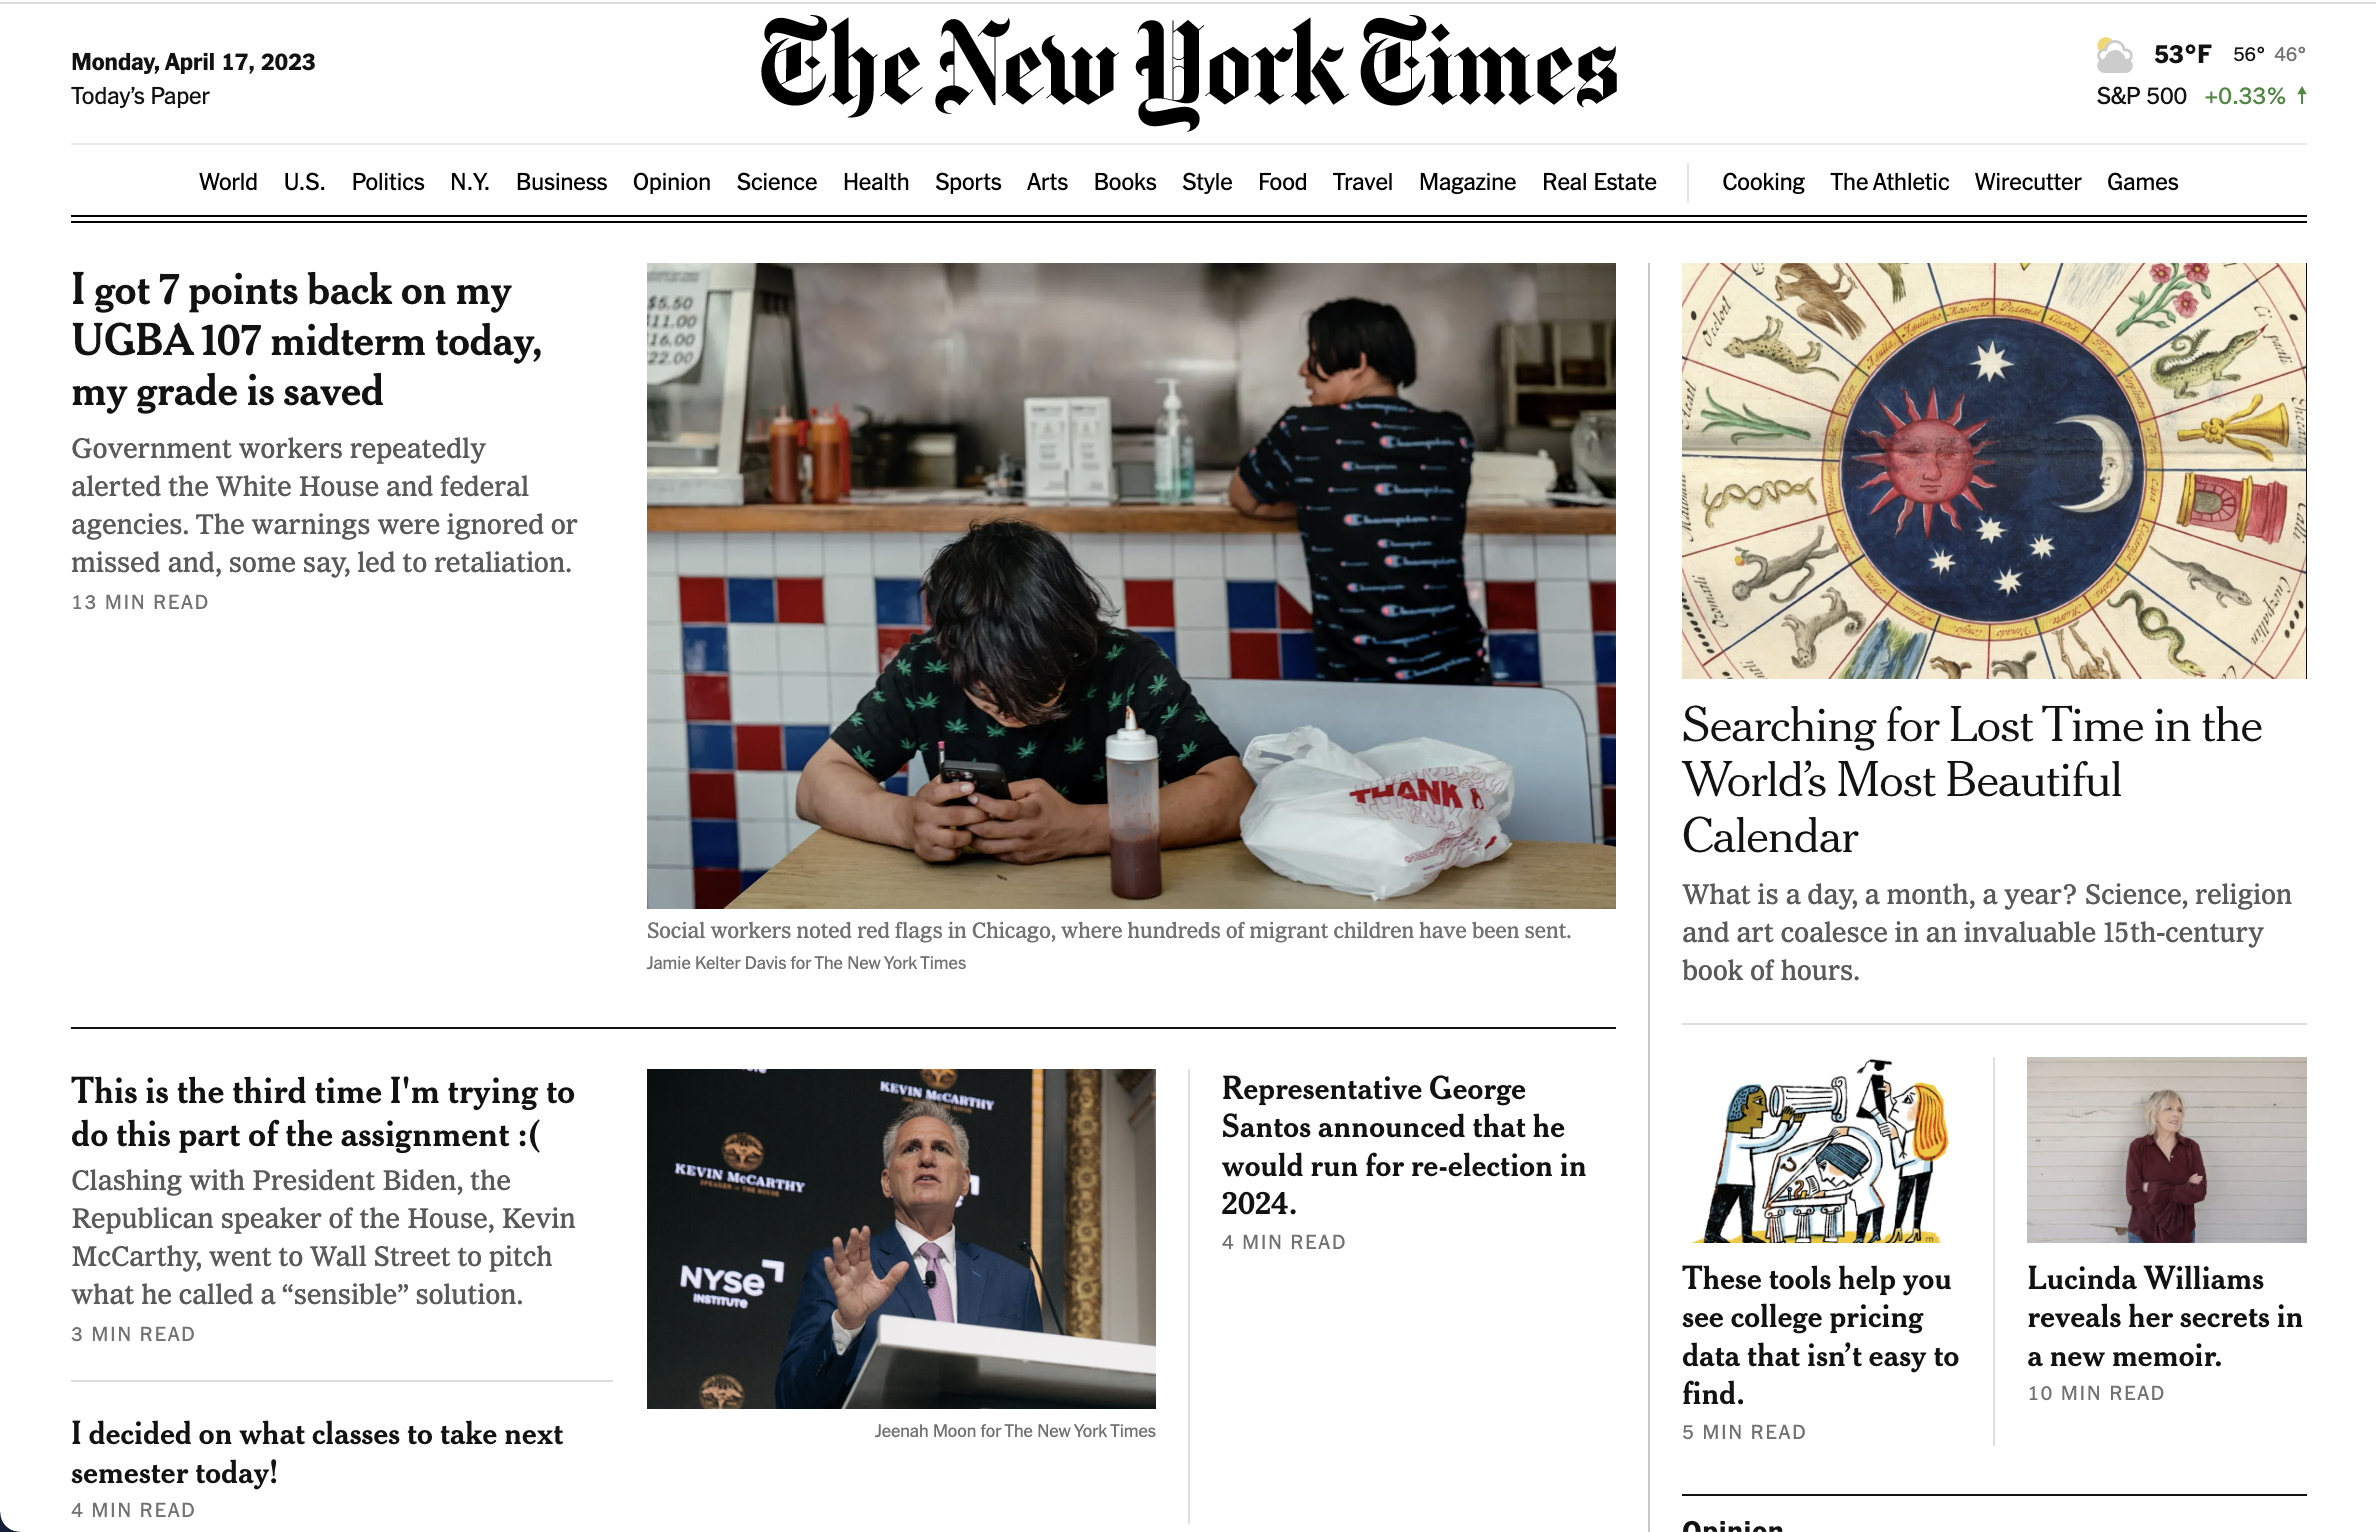 Monday, April 17, 2023
Today's Paper
The New York Times
53°F 56° 46°
S&P 500 +0.33% ↑
World U.S. Politics N.Y. Business Opinion Science Health Sports Arts Books Style Food Travel Magazine Real Estate Cooking The Athletic Wirecutter Games
I got 7 points back on my
UGBA 107 midterm today,
my grade is saved
Government workers repeatedly
alerted the White House and federal
agencies. The warnings were ignored or
missed and, some say, led to retaliation.
13 MIN READ
$5.50
11.00
16.00
22.00
Champion
THANK
Social workers noted red flags in Chicago, where hundreds of migrant children have been sent.
Jamie Kelter Davis for The New York Times
This is the third time I'm trying to
do this part of the assignment :(
Clashing with President Biden, the
Republican speaker of the House, Kevin
McCarthy, went to Wall Street to pitch
what he called a “sensible” solution.
3 MIN READ
I decided on what classes to take next
semester today!
4 MIN READ
KEVIN McCARTHY
KEVIN McCARTHY
SPEAKER OF THE HOUSE
NYSE
INSTITUTE
Jeenah Moon for The New York Times
Representative George
Santos announced that he
would run for re-election in
2024.
4 MIN READ
Searching for Lost Time in the
World’s Most Beautiful
Calendar
What is a day, a month, a year? Science, religion
and art coalesce in an invaluable 15th-century
book of hours.
These tools help you
see college pricing
data that isn’t easy to
find.
5 MIN READ
Lucinda Williams
reveals her secrets in
a new memoir.
10 MIN READ
Opinion